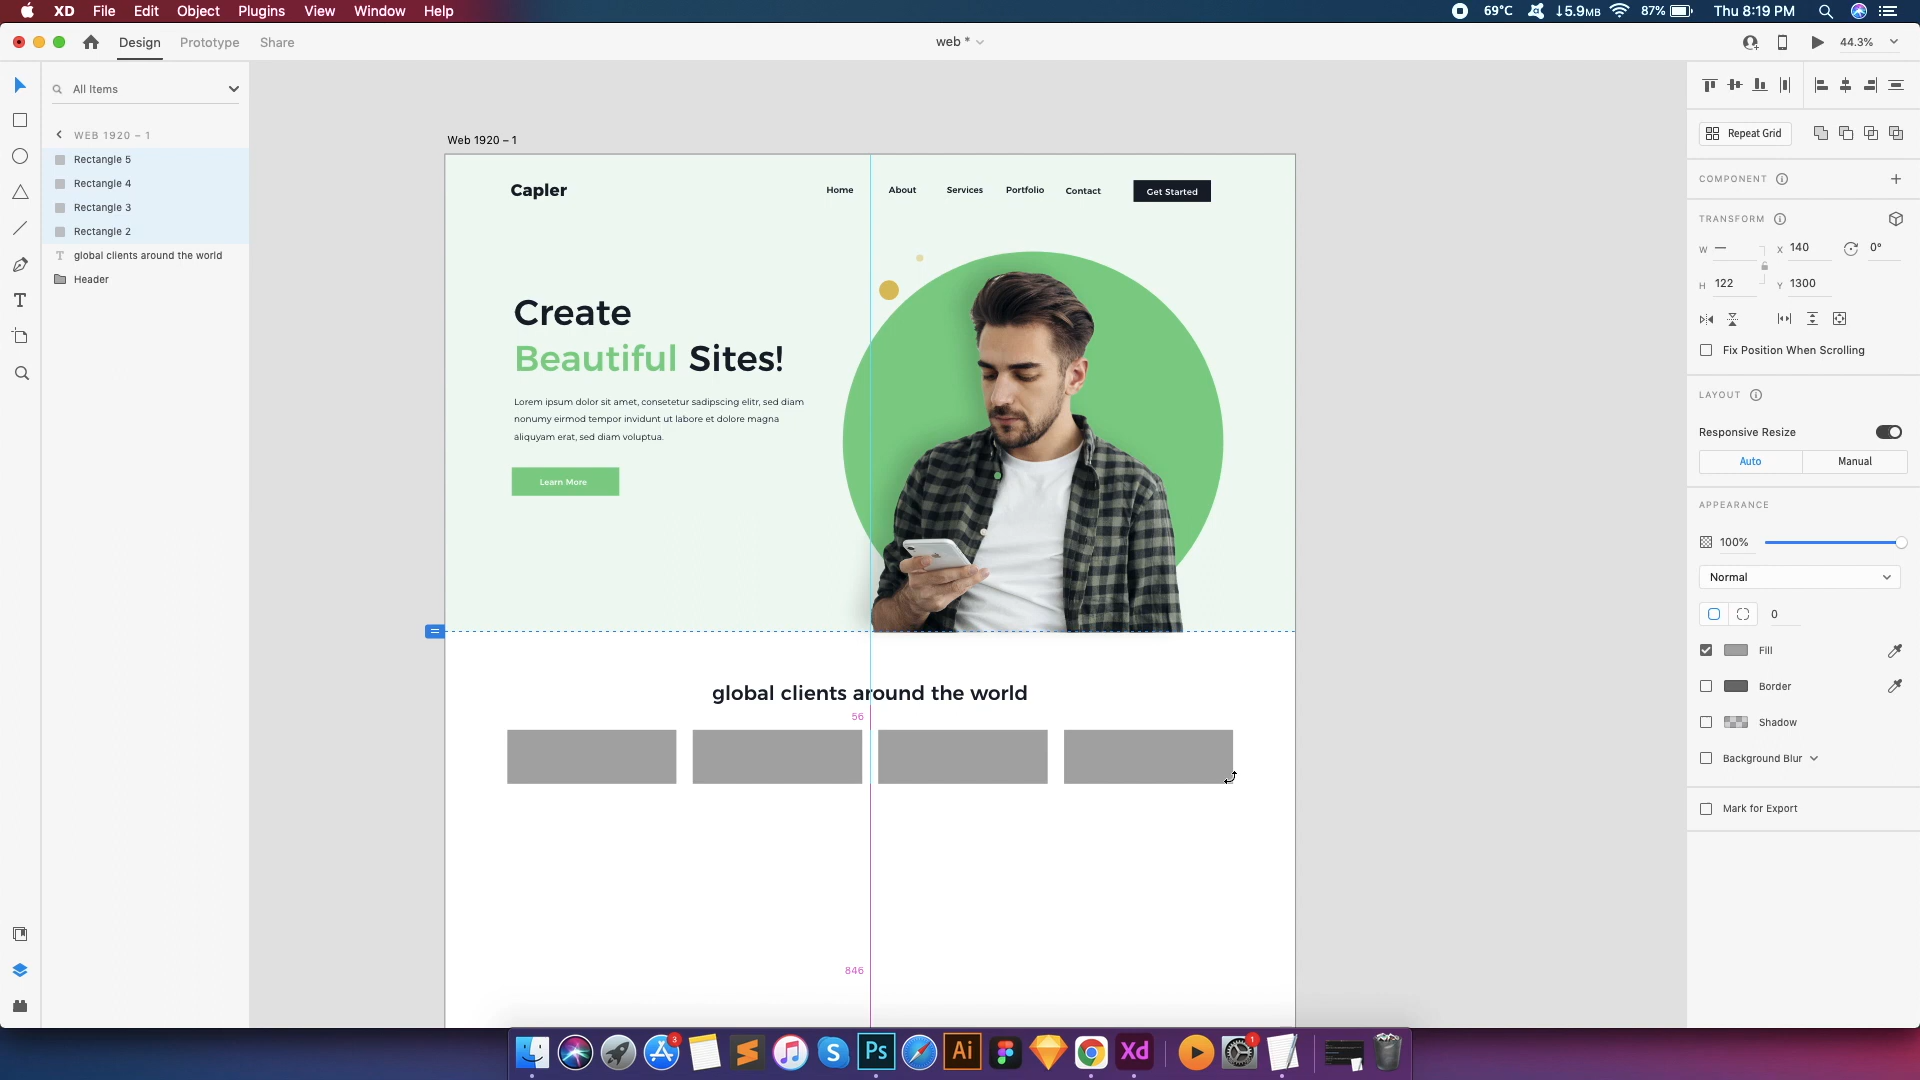 XD File Edit Object Plugins View Window Help
69°C ↓5.9MB 87% Thu 8:19 PM
Design Prototype Share
web *
44.3%
All Items
WEB 1920 – 1
Rectangle 5
Rectangle 4
Rectangle 3
Rectangle 2
T global clients around the world
Header
Web 1920 – 1
Capler
Home About Services Portfolio Contact Get Started
Create
Beautiful Sites!
Lorem ipsum dolor sit amet, consetetur sadipscing elitr, sed diam
nonumy eirmod tempor invidunt ut labore et dolore magna
aliquyam erat, sed diam voluptua.
Learn More
global clients around the world
56
846
Repeat Grid
COMPONENT
TRANSFORM
W — X 140 0°
H 122 Y 1300
Fix Position When Scrolling
LAYOUT
Responsive Resize
Auto Manual
APPEARANCE
100%
Normal
0
Fill
Border
Shadow
Background Blur
Mark for Export
3 Ps Ai Xd 1